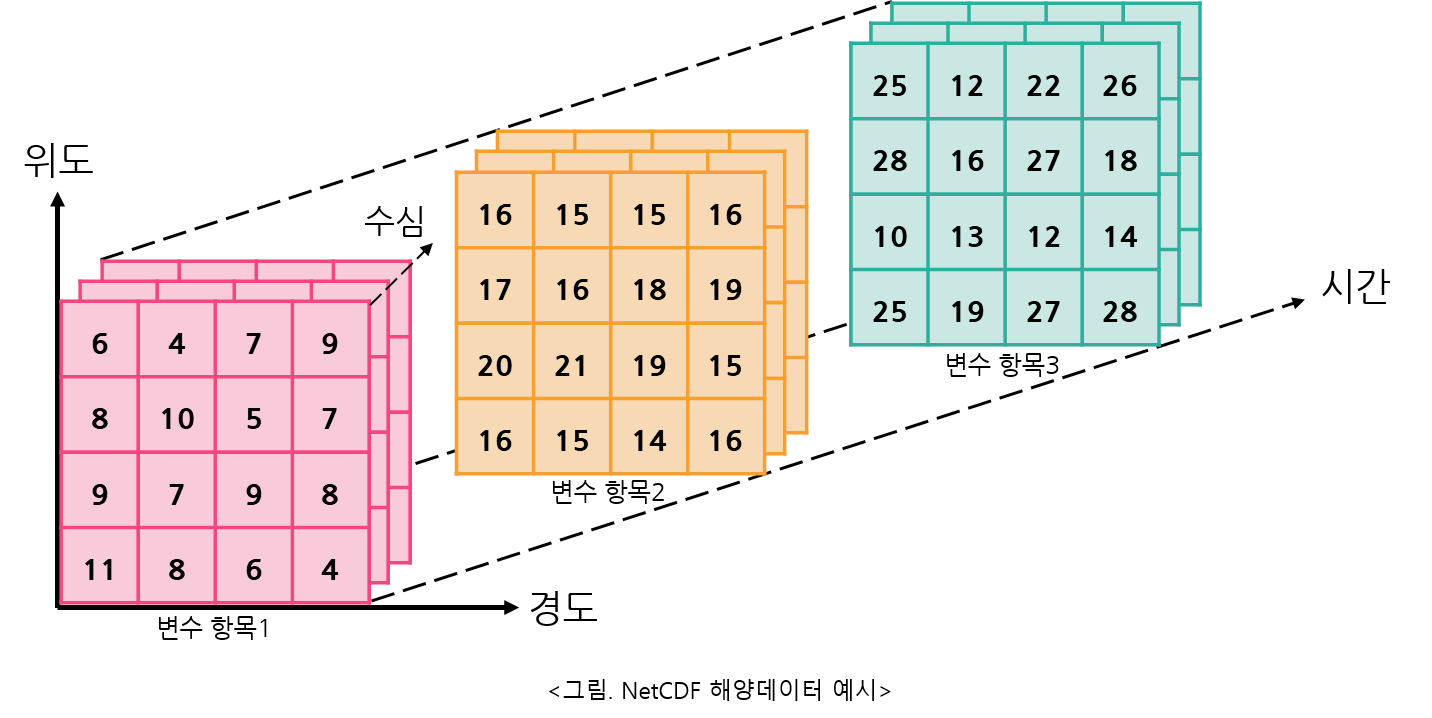 위도
수심
시간
경도
6 4 7 9
8 10 5 7
9 7 9 8
11 8 6 4
변수 항목1
16 15 15 16
17 16 18 19
20 21 19 15
16 15 14 16
변수 항목2
25 12 22 26
28 16 27 18
10 13 12 14
25 19 27 28
변수 항목3
<그림. NetCDF 해양데이터 예시>